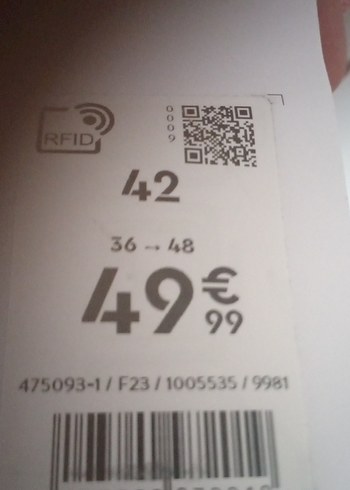 RFID
0009
42
36 → 48
49€99
475093-1 / F23 / 1005535 / 9981